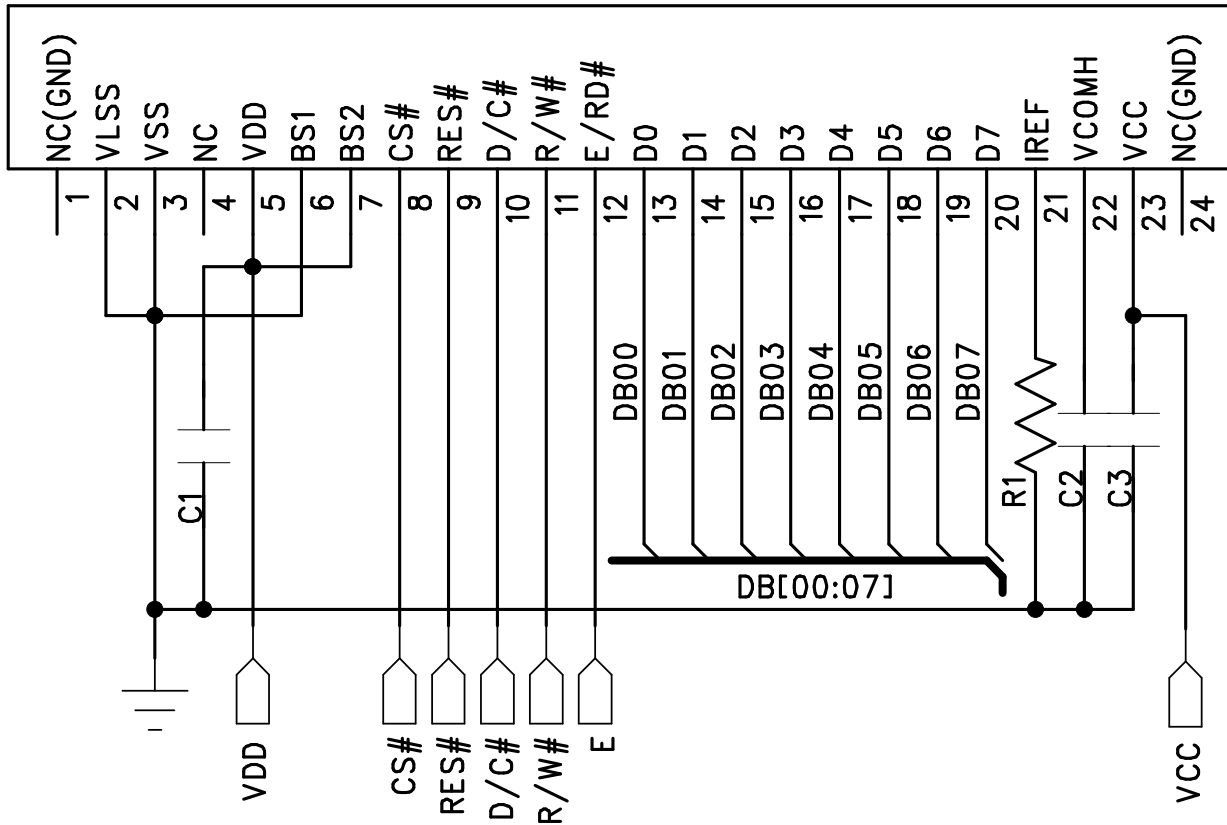 NC(GND)
VLSS
VSS
NC
VDD
BS1
BS2
CS#
RES#
D/C#
R/W#
E/RD#
D0
D1
D2
D3
D4
D5
D6
D7
IREF
VCOMH
VCC
NC(GND)
1
2
3
4
5
6
7
8
9
10
11
12
13
14
15
16
17
18
19
20
21
22
23
24
DB00
DB01
DB02
DB03
DB04
DB05
DB06
DB07
C1
R1
C2
C3
DB[00:07]
VDD
CS#
RES#
D/C#
R/W#
E
VCC